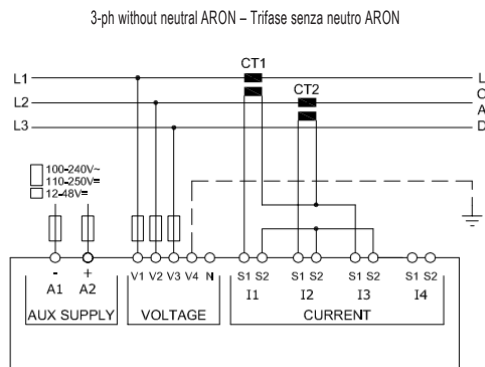 3-ph without neutral ARON – Trifase senza neutro ARON
CT1
L1
L
CT2
L2
O
A
L3
D
100-240V~
110-250V=
12-48V=
- + V1 V2 V3 V4 N S1 S2 S1 S2 S1 S2 S1 S2
A1 A2 I1 I2 I3 I4
AUX SUPPLY VOLTAGE CURRENT